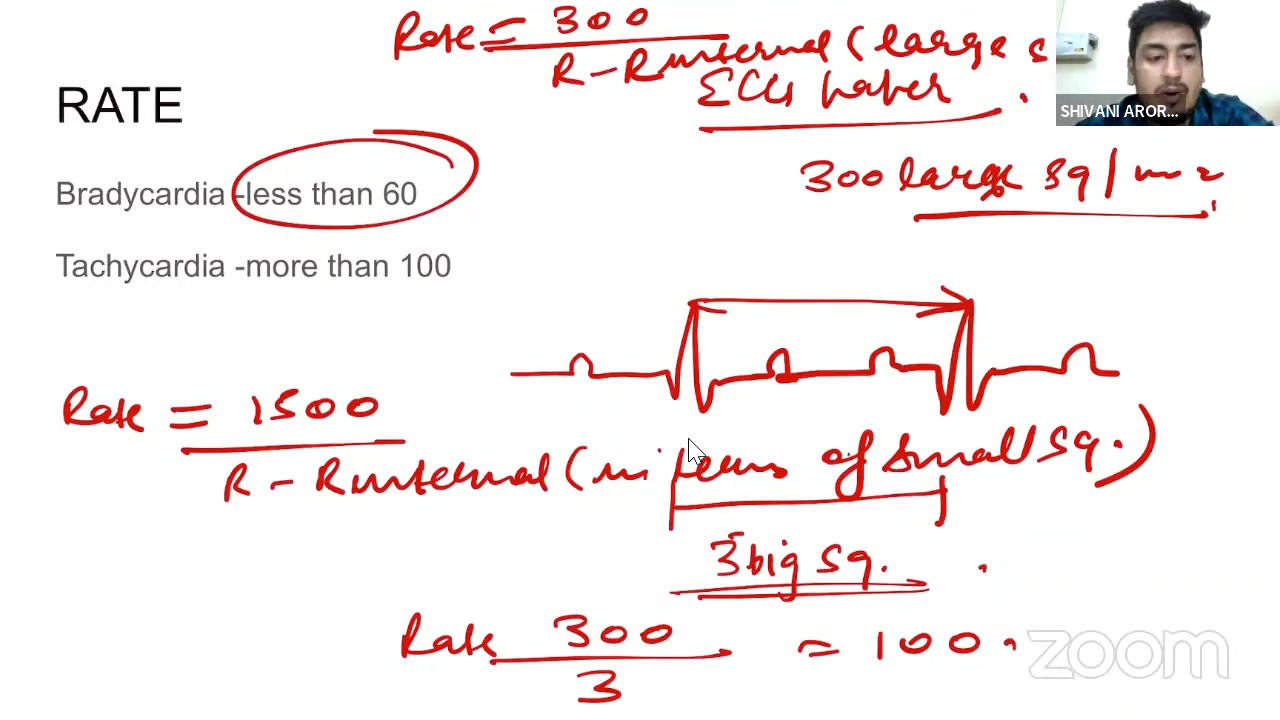 Rate = 300
R-R interval (large s
ECG paper
SHIVANI AROR...
RATE
300 large sq/
Bradycardia -less than 60
Tachycardia -more than 100
Rate = 1500
R-R interval (in terms of small sq.)
3 big sq.
Rate 300 = 100.
3
zoom